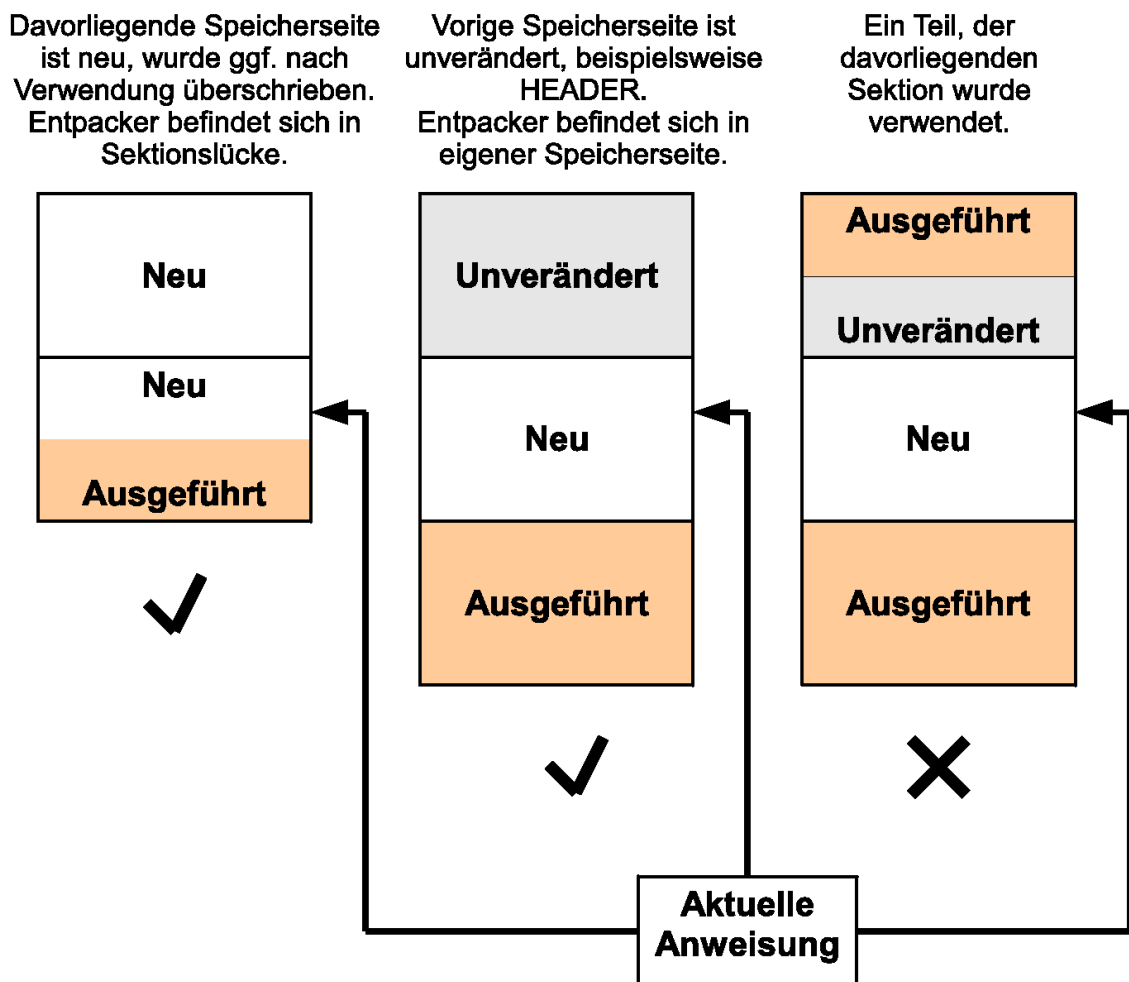 Davorliegende Speicherseite
ist neu, wurde ggf. nach
Verwendung überschrieben.
Entpacker befindet sich in
Sektionslücke.
Vorige Speicherseite ist
unverändert, beispielsweise
HEADER.
Entpacker befindet sich in
eigener Speicherseite.
Ein Teil, der
davorliegenden
Sektion wurde
verwendet.
Neu
Neu
Ausgeführt
Unverändert
Neu
Ausgeführt
Ausgeführt
Unverändert
Neu
Ausgeführt
Aktuelle
Anweisung